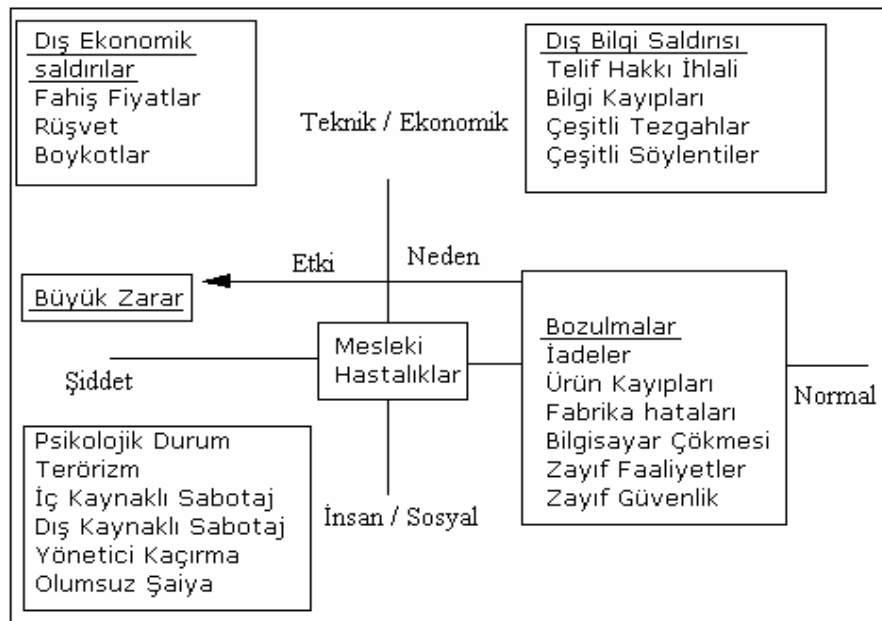 Dış Ekonomik
saldırılar
Fahiş Fiyatlar
Rüşvet
Boykotlar
Teknik / Ekonomik
Dış Bilgi Saldırısı
Telif Hakkı İhlali
Bilgi Kayıpları
Çeşitli Tezgahlar
Çeşitli Söylentiler
Etki
Neden
Büyük Zarar
Mesleki
Hastalıklar
Şiddet
Bozulmalar
İadeler
Ürün Kayıpları
Fabrika hataları
Bilgisayar Çökmesi
Zayıf Faaliyetler
Zayıf Güvenlik
Normal
Psikolojik Durum
Terörizm
İç Kaynaklı Sabotaj
Dış Kaynaklı Sabotaj
Yönetici Kaçırma
Olumsuz Şaiya
İnsan / Sosyal